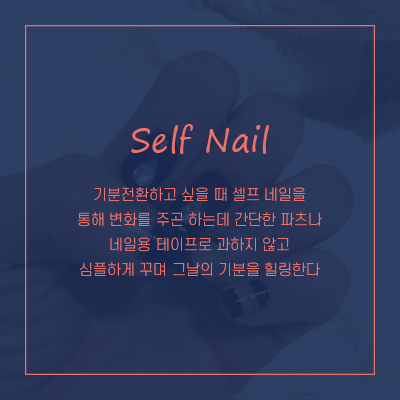 Self Nail
기분전환하고 싶을 때 셀프 네일을
통해 변화를 주곤 하는데 간단한 파츠나
네일용 테이프로 과하지 않고
심플하게 꾸며 그날의 기분을 힐링한다